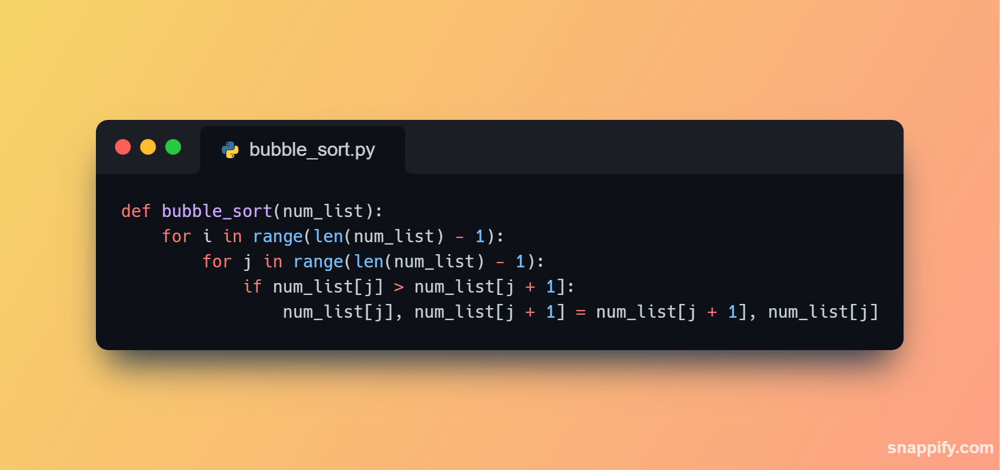 bubble_sort.py
def bubble_sort(num_list):
    for i in range(len(num_list) - 1):
        for j in range(len(num_list) - 1):
            if num_list[j] > num_list[j + 1]:
                num_list[j], num_list[j + 1] = num_list[j + 1], num_list[j]
snappify.com